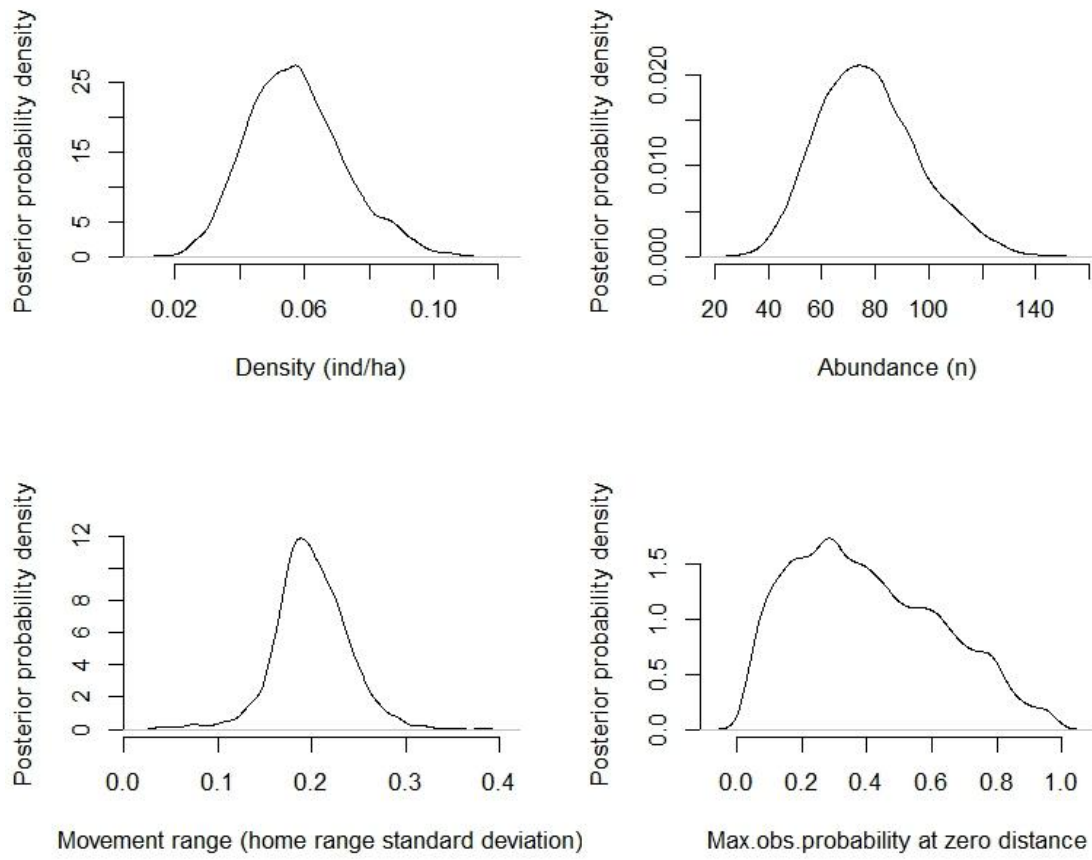 Posterior probability density
25
15
5
0
0.02 0.06 0.10
Density (ind/ha)
Posterior probability density
0.020
0.010
0.000
20 40 60 80 100 140
Abundance (n)
Posterior probability density
12
8
6
4
2
0
0.0 0.1 0.2 0.3 0.4
Movement range (home range standard deviation)
Posterior probability density
1.5
1.0
0.5
0.0
0.0 0.2 0.4 0.6 0.8 1.0
Max.obs.probability at zero distance